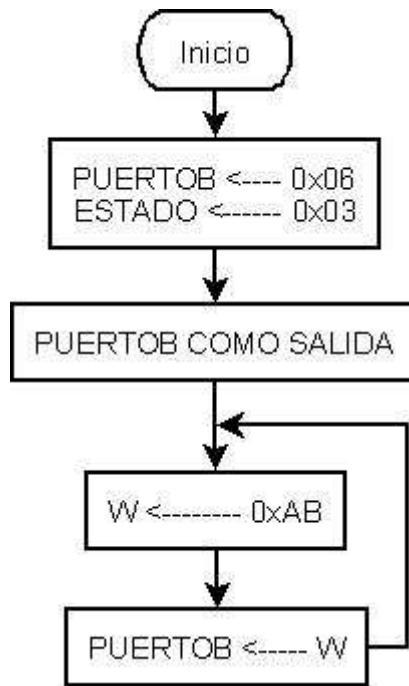 Inicio
PUERTOB <---- 0x06
ESTADO <------ 0x03
PUERTOB COMO SALIDA
W <-------- 0xAB
PUERTOB <----- W